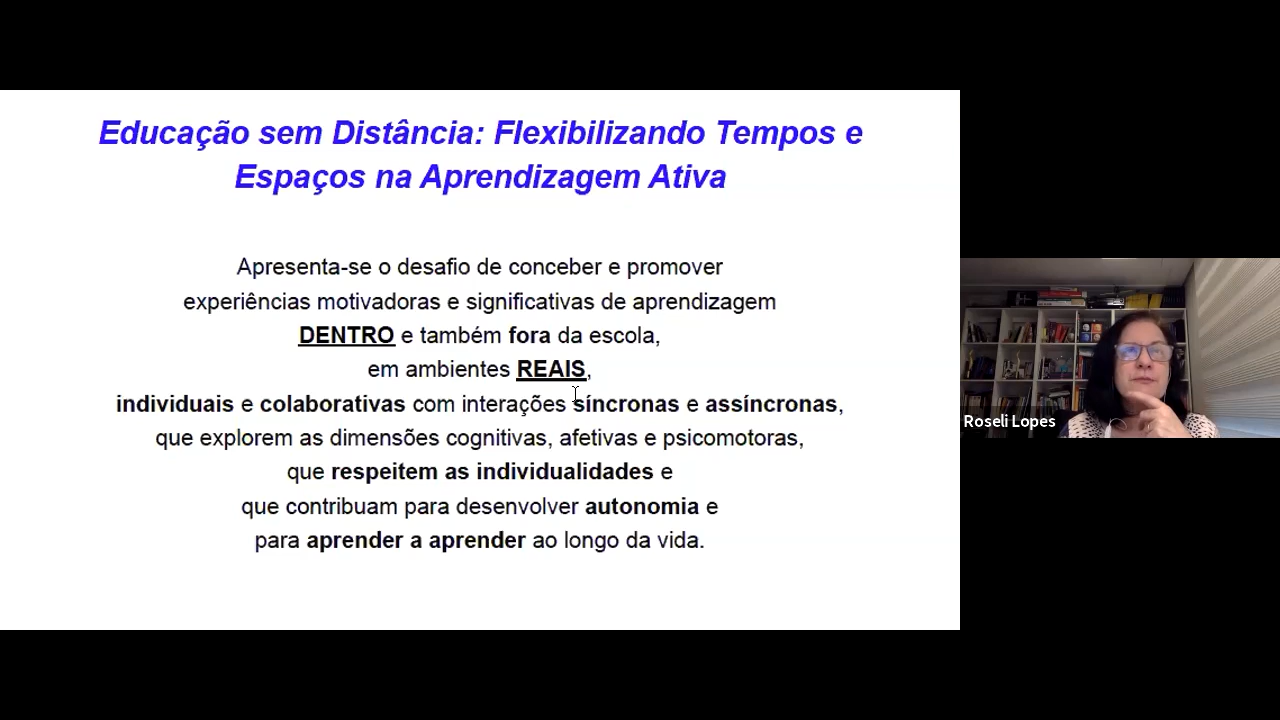 Educação sem Distância: Flexibilizando Tempos e
Espaços na Aprendizagem Ativa
Apresenta-se o desafio de conceber e promover
experiências motivadoras e significativas de aprendizagem
DENTRO e também fora da escola,
em ambientes REAIS,
individuais e colaborativas com interações síncronas e assíncronas,
que explorem as dimensões cognitivas, afetivas e psicomotoras,
que respeitem as individualidades e
que contribuam para desenvolver autonomia e
para aprender a aprender ao longo da vida.
Roseli Lopes